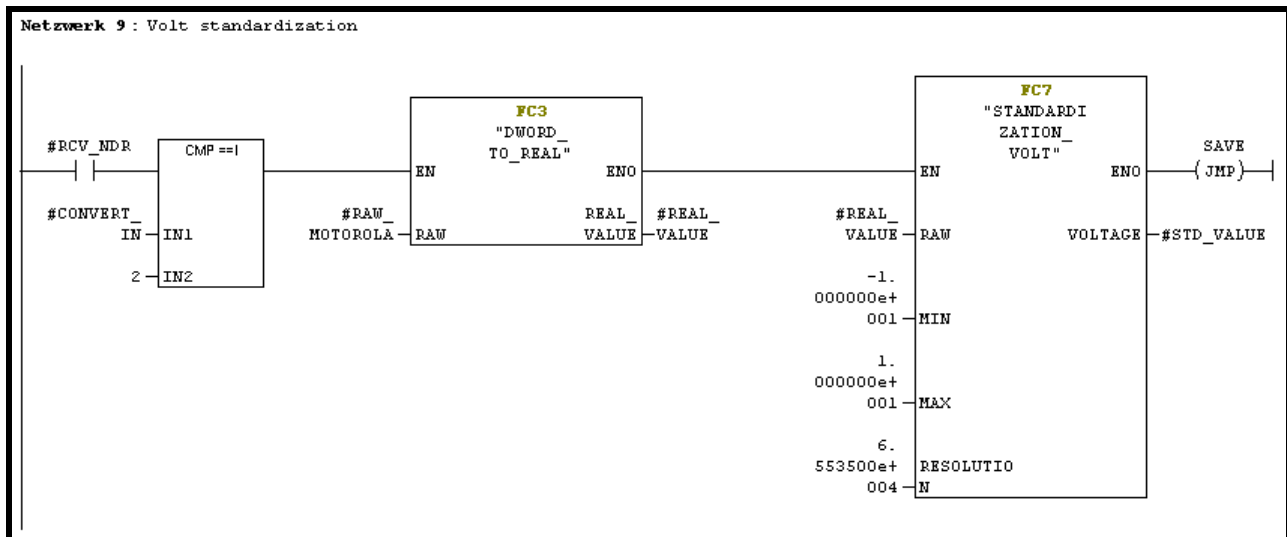 Netzwerk 9 : Volt standardization
#RCV_NDR
CMP ==I
#CONVERT_
IN
IN1
2
IN2
FC3
"DWORD_
TO_REAL"
EN
ENO
#RAW_
MOTOROLA
RAW
REAL_
VALUE
#REAL_
VALUE
FC7
"STANDARDI
ZATION_
VOLT"
EN
ENO
#REAL_
VALUE
RAW
VOLTAGE
#STD_VALUE
-1.
000000e+
001
MIN
1.
000000e+
001
MAX
6.
553500e+
004
RESOLUTIO
N
SAVE
JMP